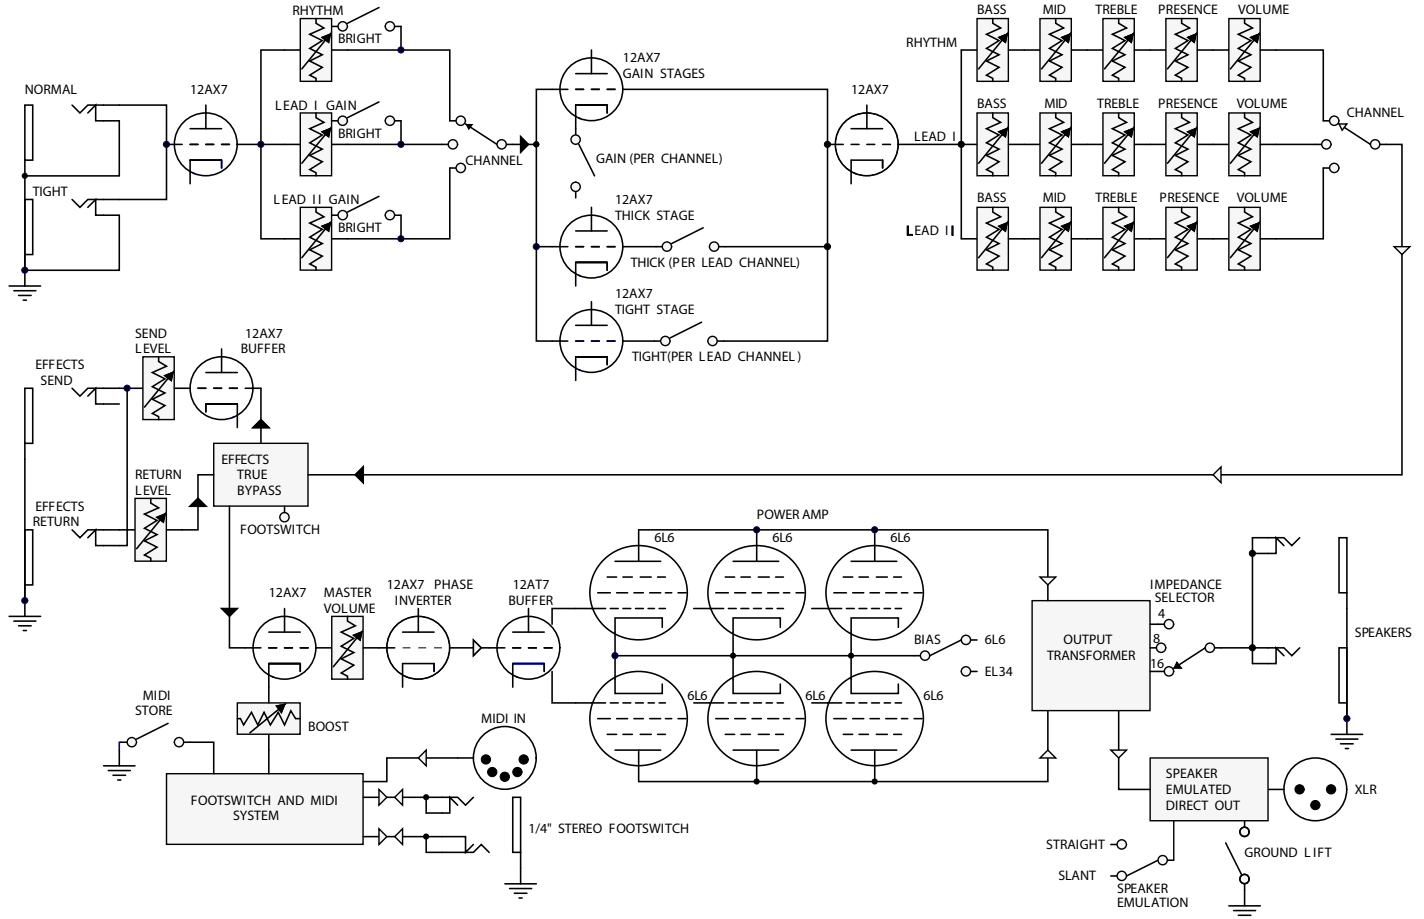 RHYTHM
BRIGHT
NORMAL
12AX7
LEAD I GAIN
BRIGHT
CHANNEL
TIGHT
LEAD II GAIN
BRIGHT
12AX7
GAIN STAGES
GAIN (PER CHANNEL)
12AX7
THICK STAGE
THICK (PER LEAD CHANNEL)
12AX7
TIGHT STAGE
TIGHT(PER LEAD CHANNEL)
12AX7
BASS MID TREBLE PRESENCE VOLUME
RHYTHM
BASS MID TREBLE PRESENCE VOLUME
LEAD I
CHANNEL
BASS MID TREBLE PRESENCE VOLUME
LEAD II
SEND
LEVEL
12AX7
BUFFER
EFFECTS
SEND
EFFECTS
TRUE
BYPASS
RETURN
LEVEL
EFFECTS
RETURN
FOOTSWITCH
12AX7
MASTER
VOLUME
12AX7 PHASE
INVERTER
12AT7
BUFFER
POWER AMP
6L6
6L6
6L6
6L6
6L6
6L6
BIAS
6L6
EL34
OUTPUT
TRANSFORMER
IMPEDANCE
SELECTOR
4
8
16
SPEAKERS
MIDI
STORE
BOOST
MIDI IN
FOOTSWITCH AND MIDI
SYSTEM
1/4" STEREO FOOTSWITCH
SPEAKER
EMULATED
DIRECT OUT
XLR
STRAIGHT
SLANT
SPEAKER
EMULATION
GROUND LIFT